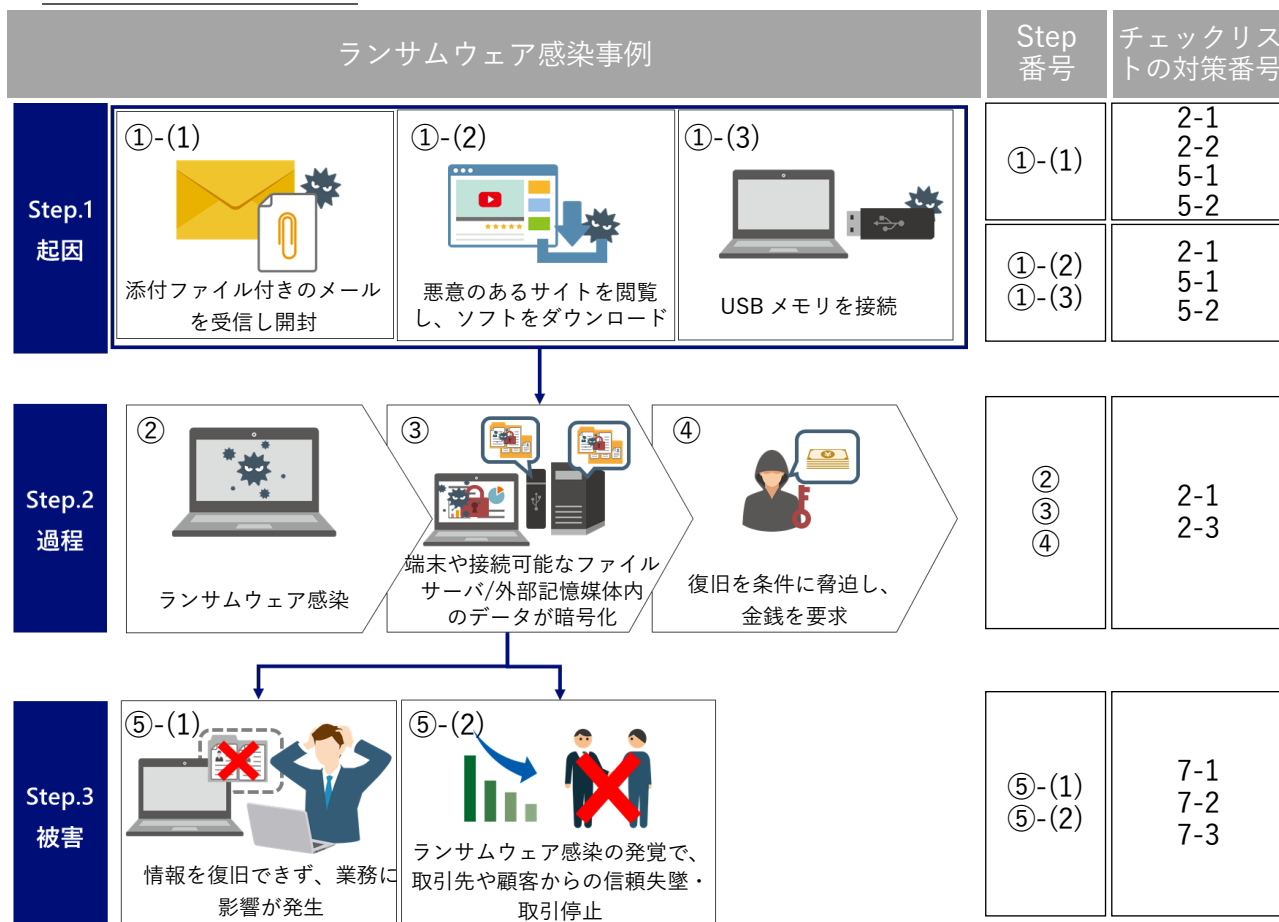 ランサムウェア感染事例
Step
番号
チェックリス
トの対策番号
Step.1
起因
①-(1)
添付ファイル付きのメール
を受信し開封
①-(2)
悪意のあるサイトを閲覧
し、ソフトをダウンロード
①-(3)
USB メモリを接続
①-(1)
2-1
2-2
5-1
5-2
①-(2)
①-(3)
2-1
5-1
5-2
Step.2
過程
②
ランサムウェア感染
③
端末や接続可能なファイル
サーバ/外部記憶媒体内
のデータが暗号化
④
復旧を条件に脅迫し、
金銭を要求
②
③
④
2-1
2-3
Step.3
被害
⑤-(1)
情報を復旧できず、業務に
影響が発生
⑤-(2)
ランサムウェア感染の発覚で、
取引先や顧客からの信頼失墜・
取引停止
⑤-(1)
⑤-(2)
7-1
7-2
7-3